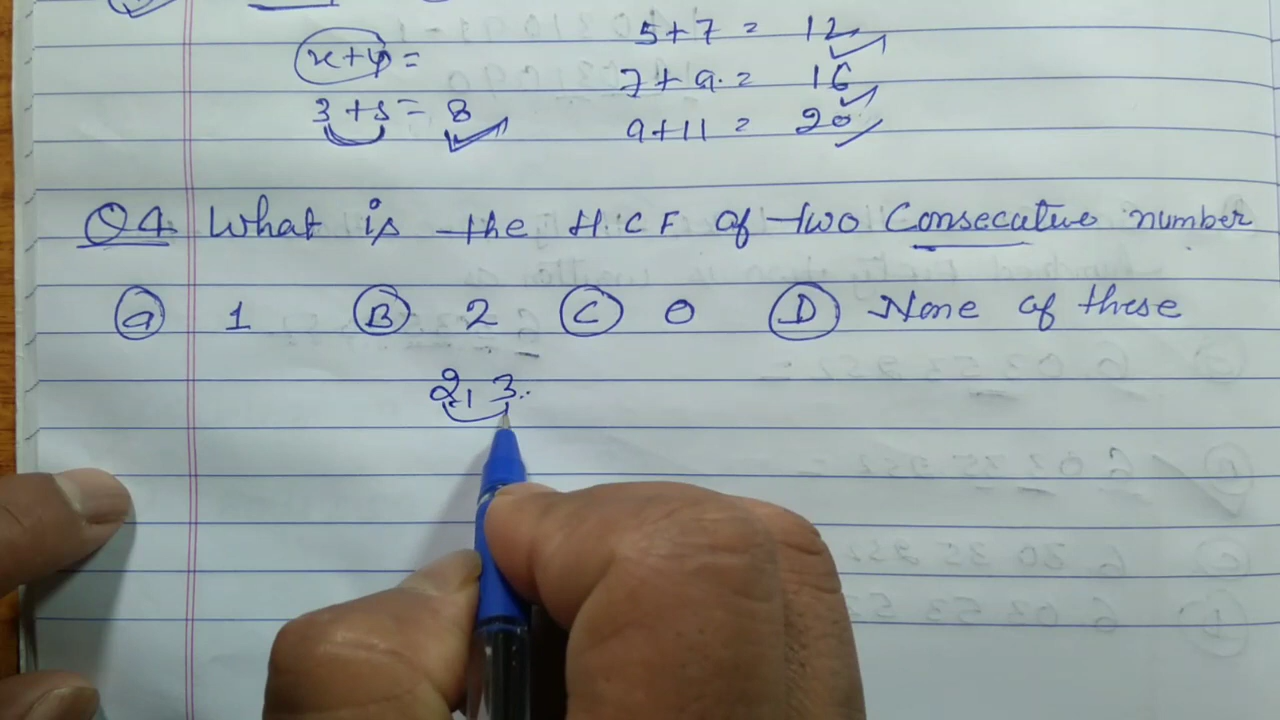 x+y =
3+5 = 8
5+7 = 12
7+9 = 16
9+11 = 20
Q4 What is the H.C.F of two Consecutive number
a 1 B 2 C 0 D None of these
2, 3